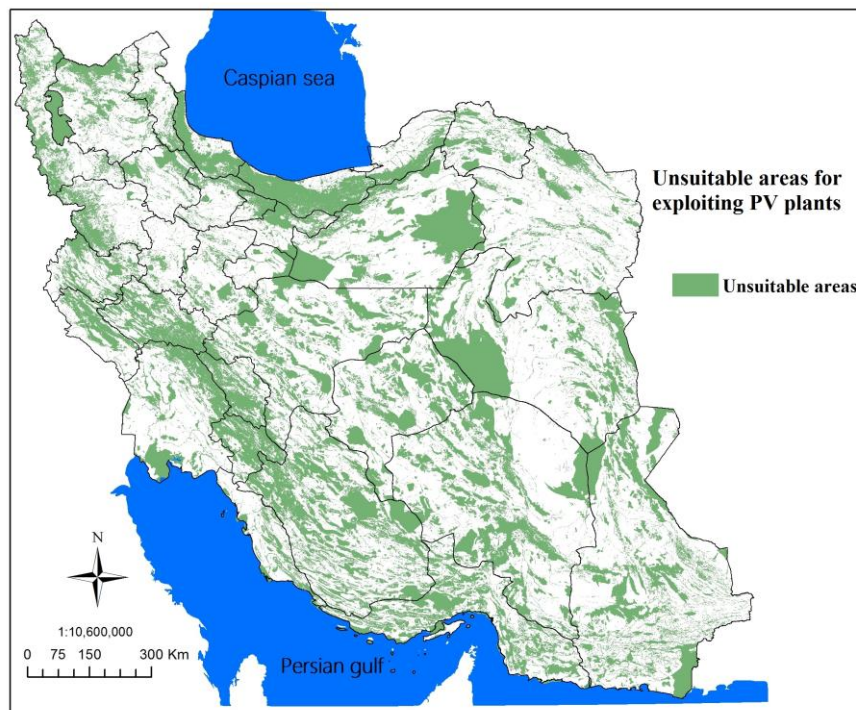 Caspian sea
Unsuitable areas for
exploiting PV plants
Unsuitable areas
N
1:10,600,000
0 75 150 300 Km
Persian gulf